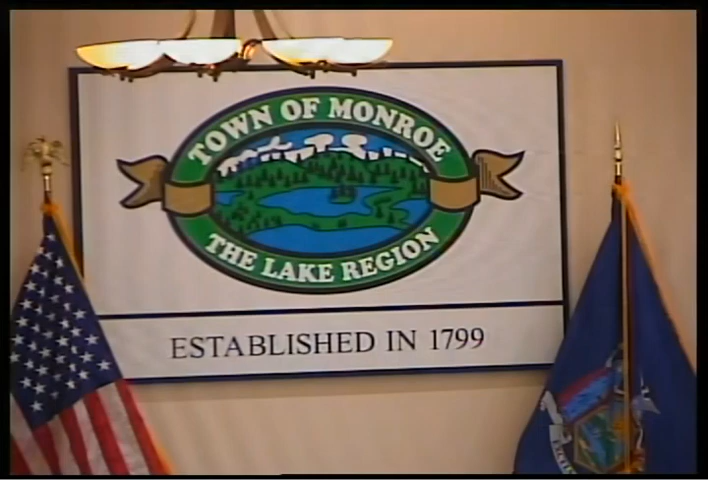 TOWN OF MONROE
THE LAKE REGION
ESTABLISHED IN 1799